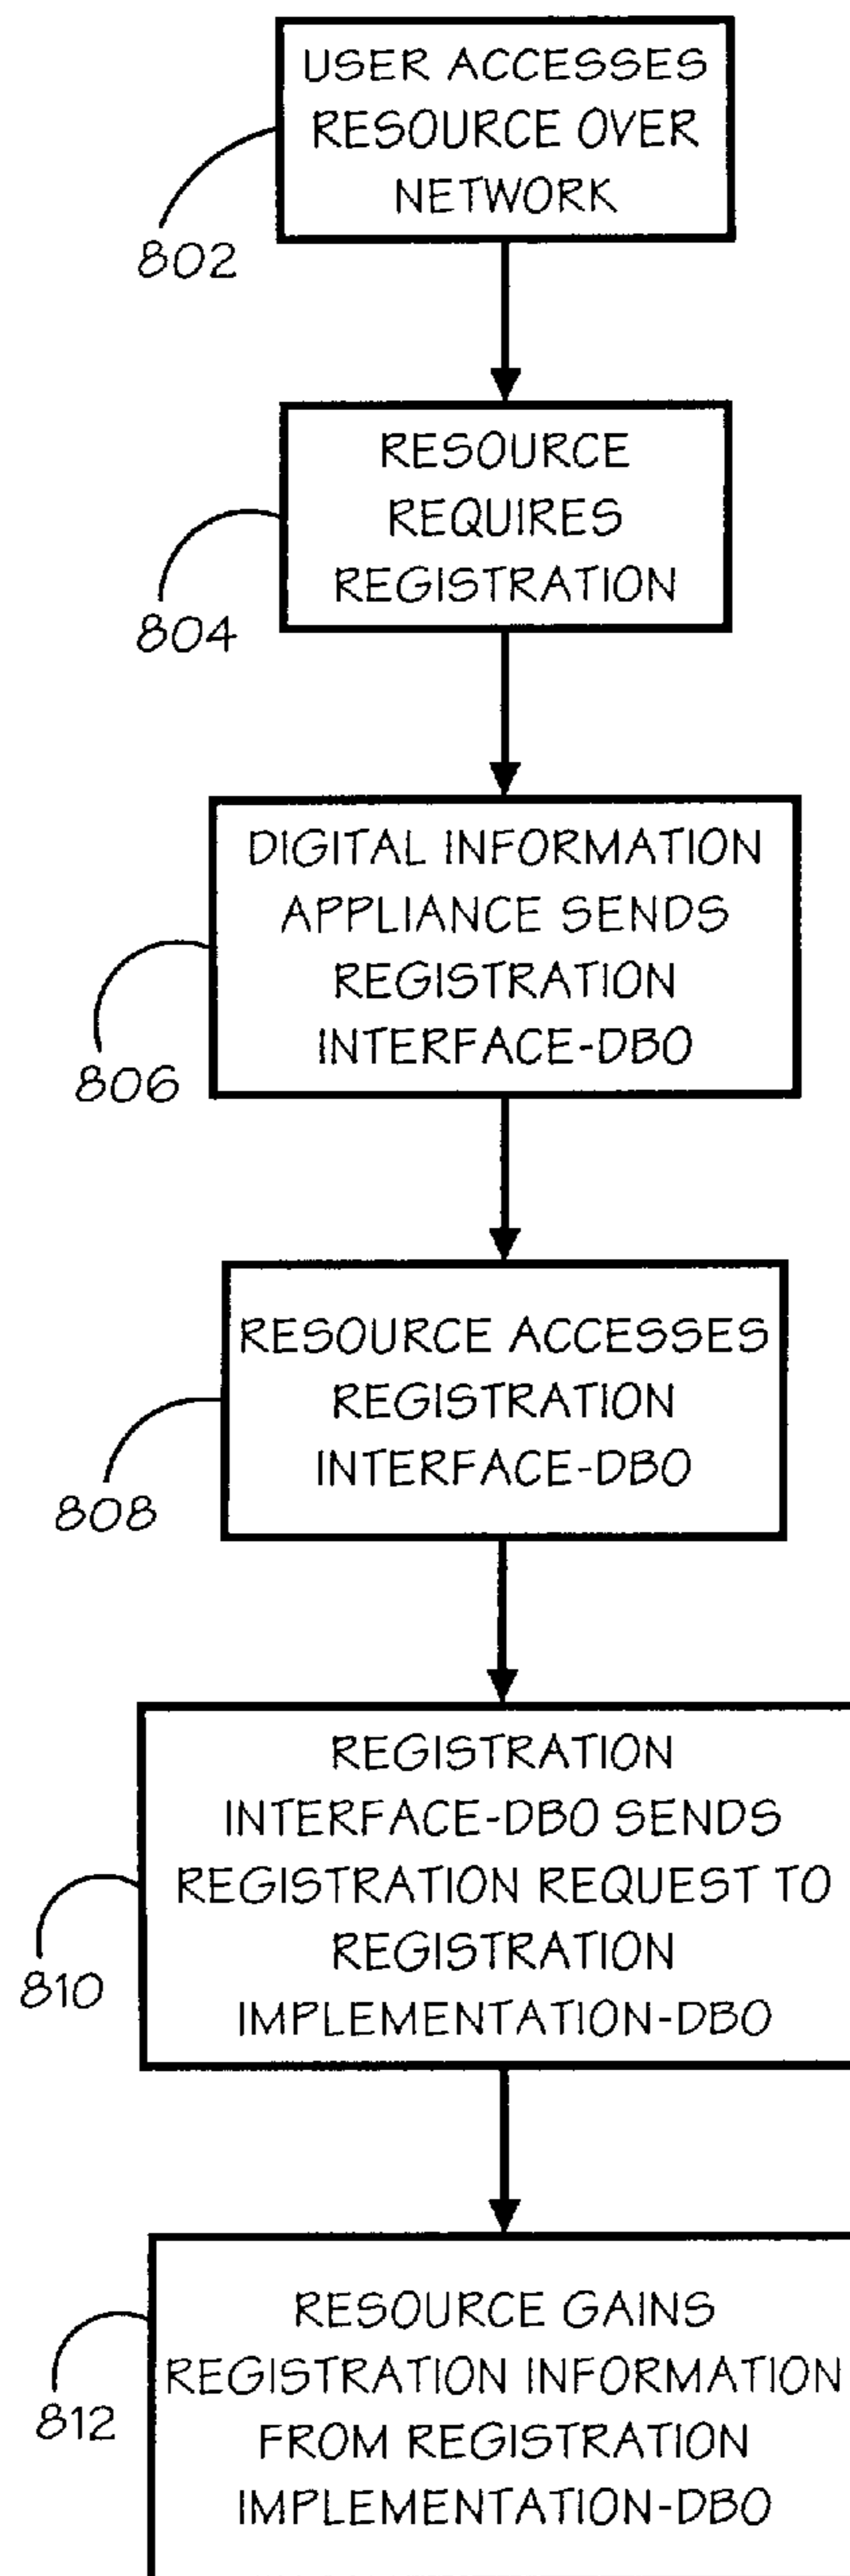 USER ACCESSES
RESOURCE OVER
NETWORK
802
RESOURCE
REQUIRES
REGISTRATION
804
DIGITAL INFORMATION
APPLIANCE SENDS
REGISTRATION
INTERFACE-DBO
806
RESOURCE ACCESSES
REGISTRATION
INTERFACE-DBO
808
REGISTRATION
INTERFACE-DBO SENDS
REGISTRATION REQUEST TO
REGISTRATION
IMPLEMENTATION-DBO
810
RESOURCE GAINS
REGISTRATION INFORMATION
FROM REGISTRATION
IMPLEMENTATION-DBO
812